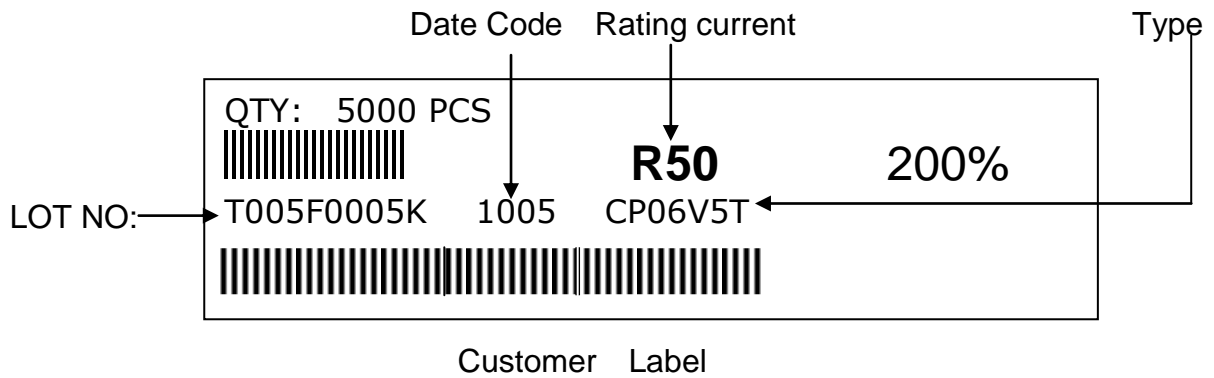 Date Code Rating current Type
QTY: 5000 PCS
R50 200%
LOT NO: T005F0005K 1005 CP06V5T
Customer Label